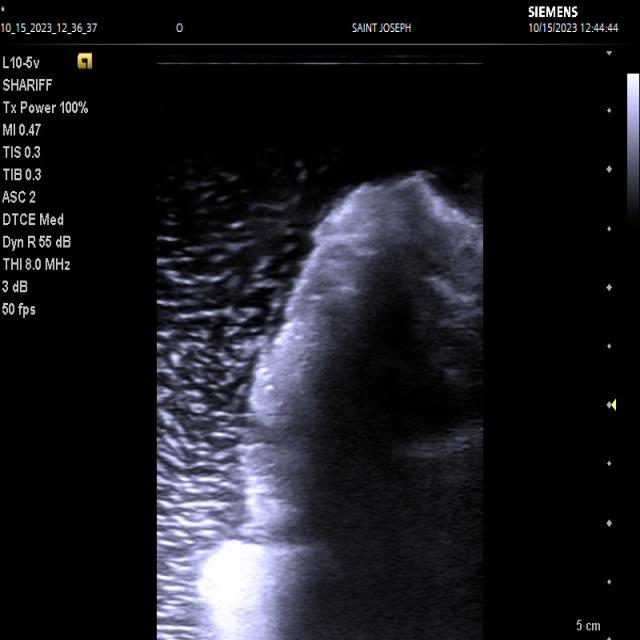 *
SIEMENS
10_15_2023_12_36_37 O SAINT JOSEPH 10/15/2023 12:44:44
L10-5v
SHARIFF
Tx Power 100%
MI 0.47
TIS 0.3
TIB 0.3
ASC 2
DTCE Med
Dyn R 55 dB
THI 8.0 MHz
3 dB
50 fps
5 cm